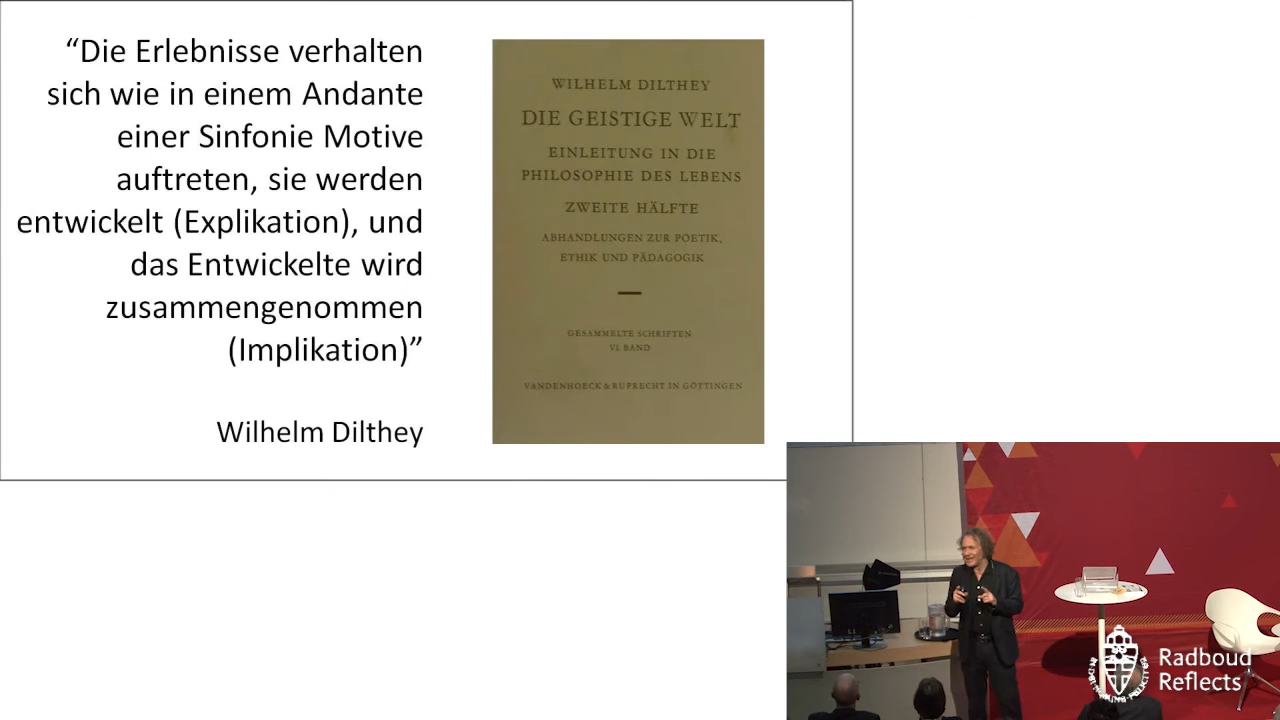 “Die Erlebnisse verhalten
sich wie in einem Andante
einer Sinfonie Motive
auftreten, sie werden
entwickelt (Explikation), und
das Entwickelte wird
zusammengenommen
(Implikation)”
Wilhelm Dilthey
WILHELM DILTHEY
DIE GEISTIGE WELT
EINLEITUNG IN DIE
PHILOSOPHIE DES LEBENS
ZWEITE HÄLFTE
ABHANDLUNGEN ZUR POETIK,
ETHIK UND PÄDAGOGIK
GESAMMELTE SCHRIFTEN
VI. BAND
VANDENHOECK & RUPRECHT IN GÖTTINGEN
Radboud
Reflects